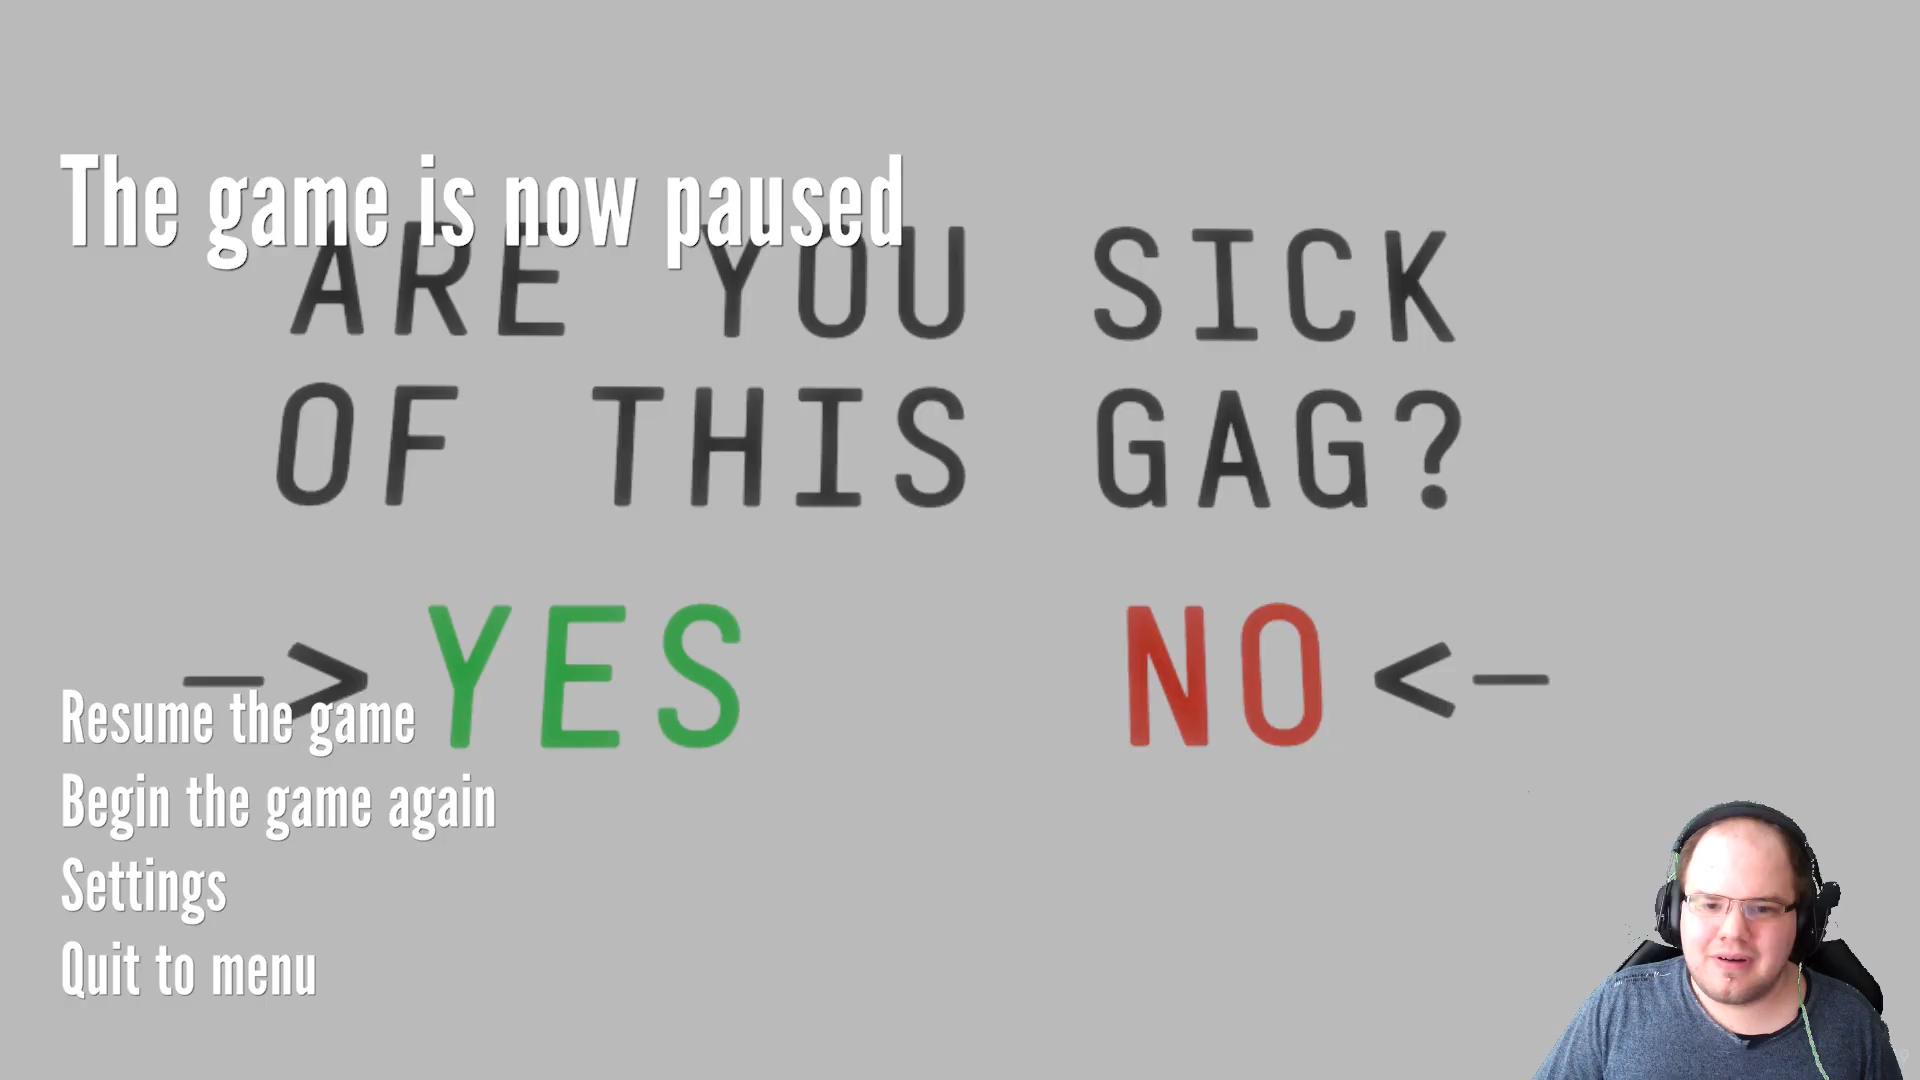 The game is now paused
ARE YOU SICK
OF THIS GAG?
-> YES NO <-
Resume the game
Begin the game again
Settings
Quit to menu